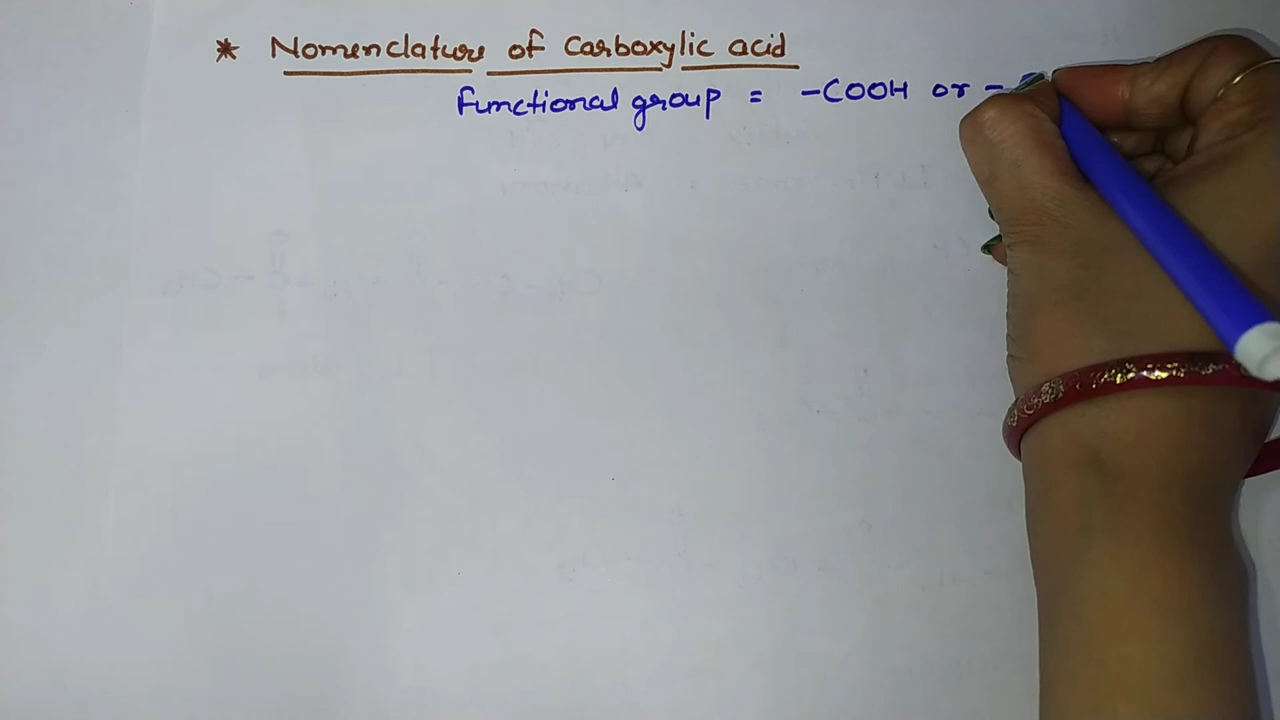 * Nomenclature of Carboxylic acid
Functional group = -COOH or -